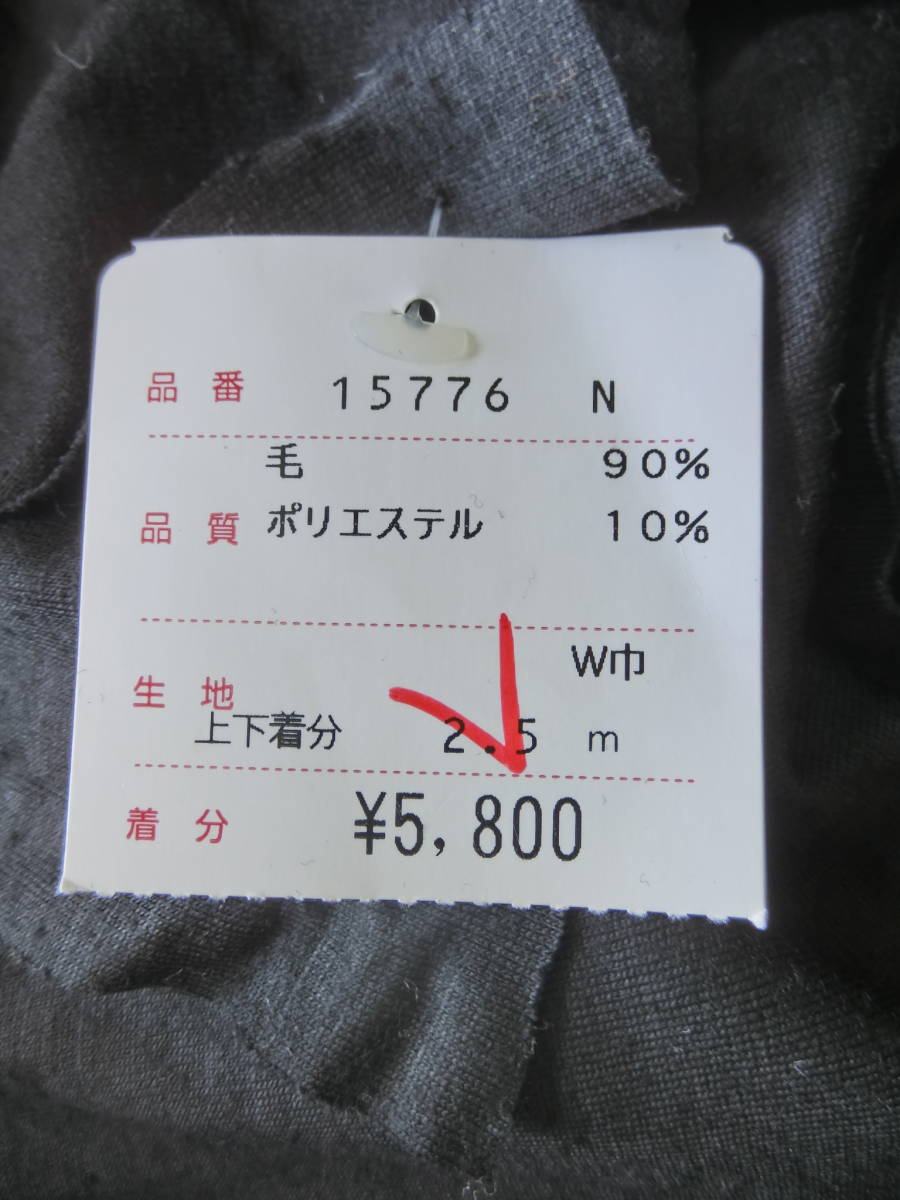 品番 15776 N
毛 90%
品質 ポリエステル 10%
W巾
生地
上下着分 2.5 m
着分 ¥5,800